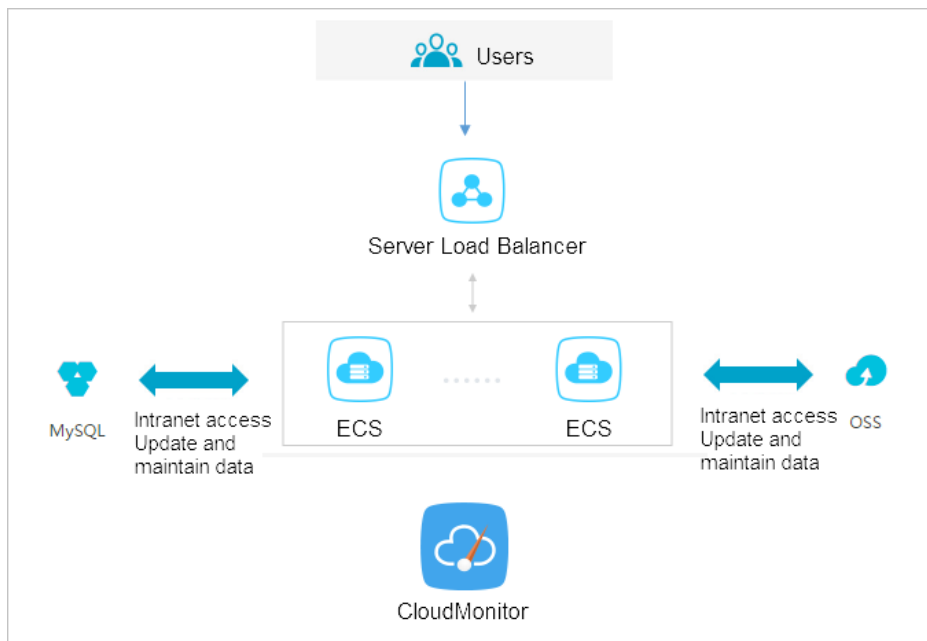 Users
Server Load Balancer
ECS
ECS
MySQL
Intranet access
Update and
maintain data
Intranet access
Update and
maintain data
OSS
CloudMonitor